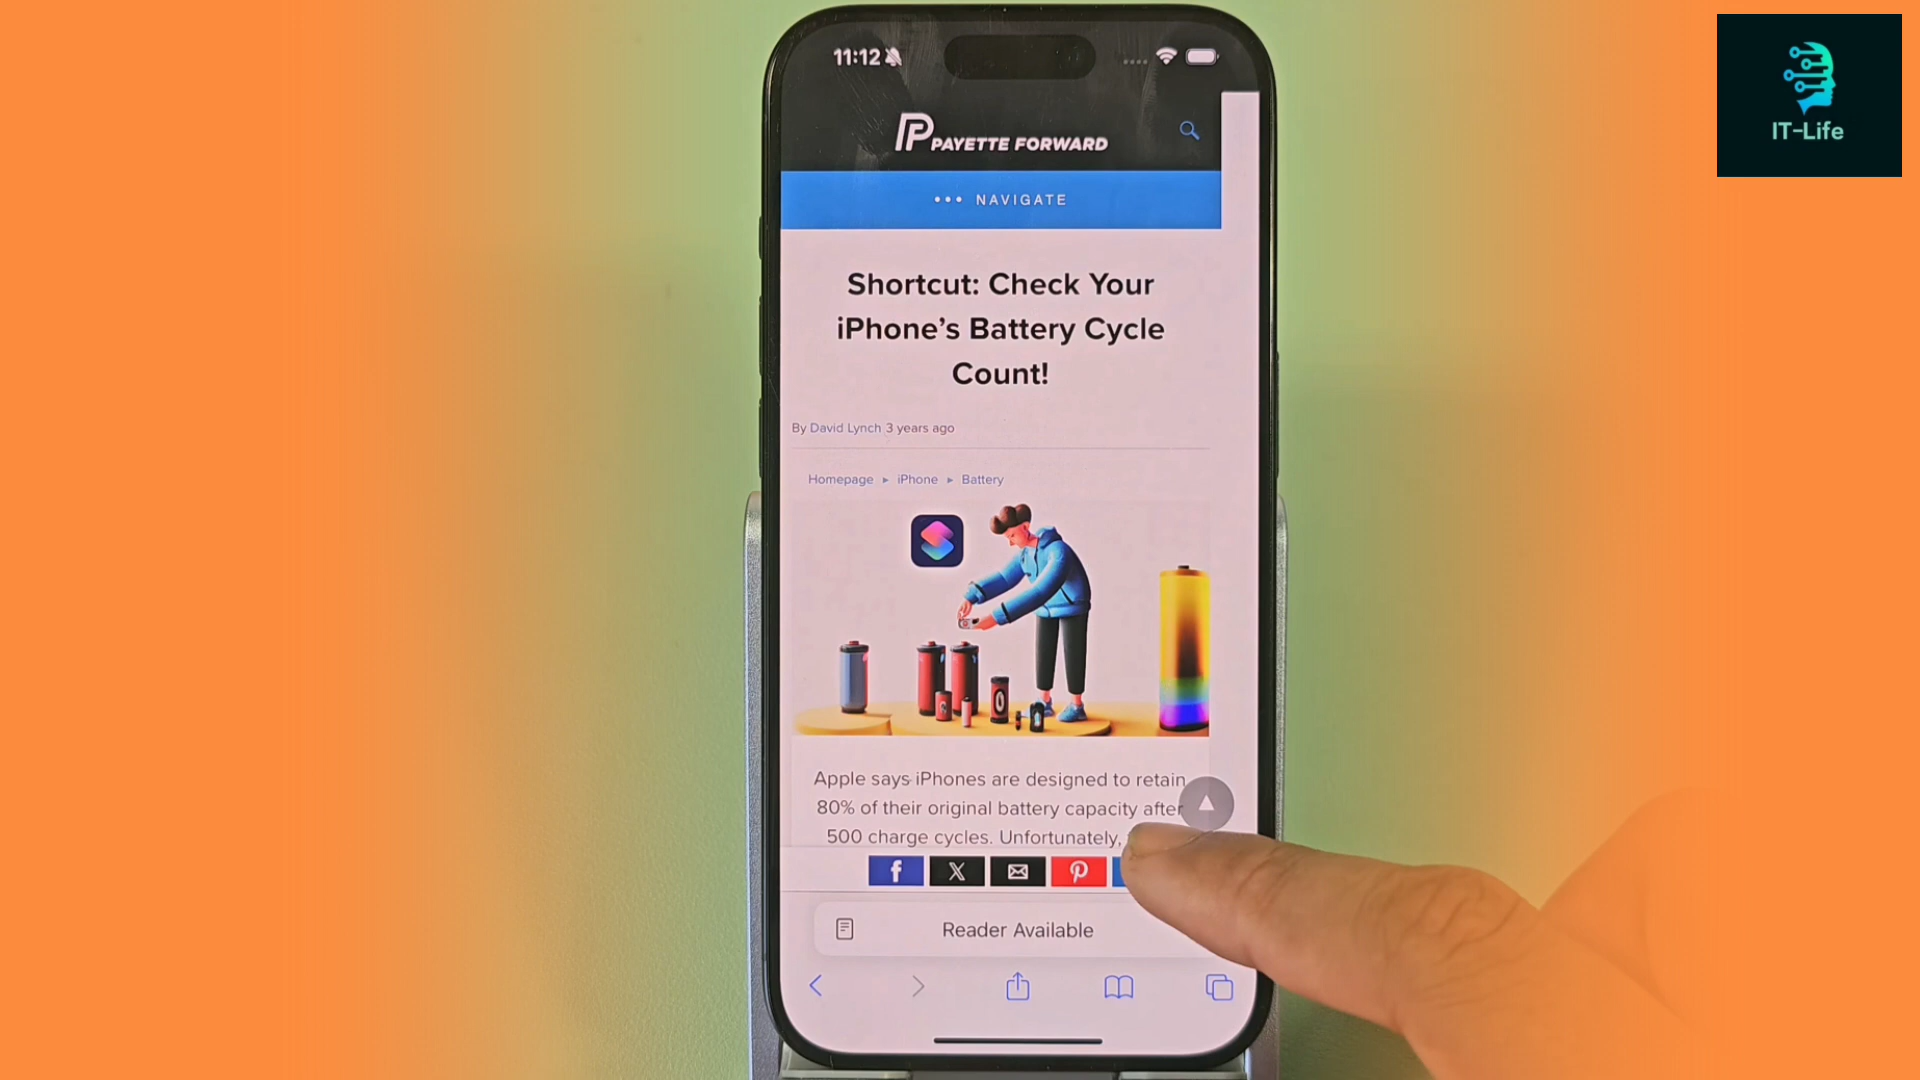 11:12
IT-Life
PAYETTE FORWARD
••• NAVIGATE
Shortcut: Check Your
iPhone’s Battery Cycle
Count!
By David Lynch 3 years ago
Homepage ▸ iPhone ▸ Battery
Apple says iPhones are designed to retain
80% of their original battery capacity after
500 charge cycles. Unfortunately,
Reader Available